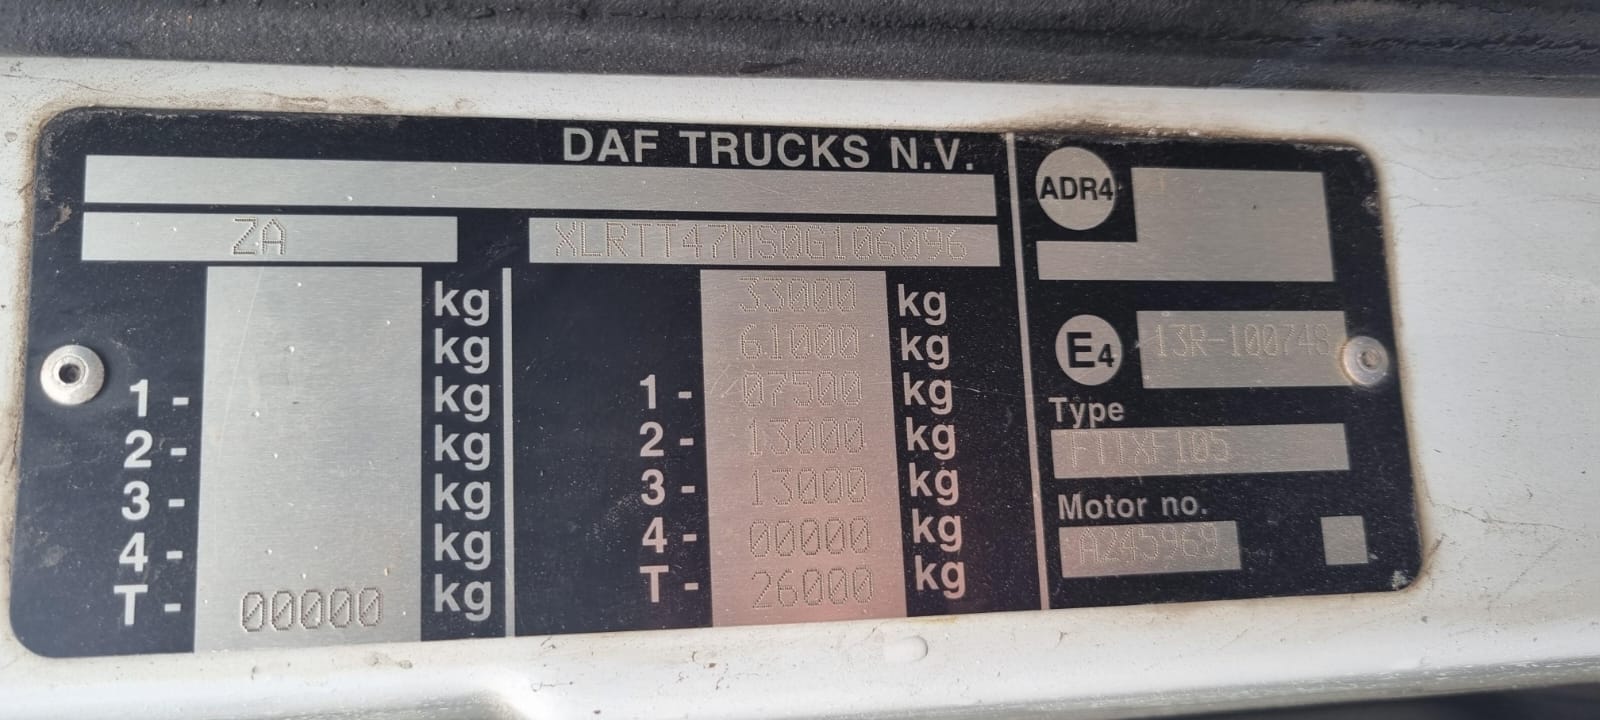 DAF TRUCKS N.V.
ZA XLRTT47MS0G106096
kg 33000 kg
kg 61000 kg
1 - kg 1 - 07500 kg
2 - kg 2 - 13000 kg
3 - kg 3 - 13000 kg
4 - kg 4 - 00000 kg
T - 00000 kg T - 26000 kg
ADR4
E4 13R-100748
Type
FTTXF105
Motor no.
A245969